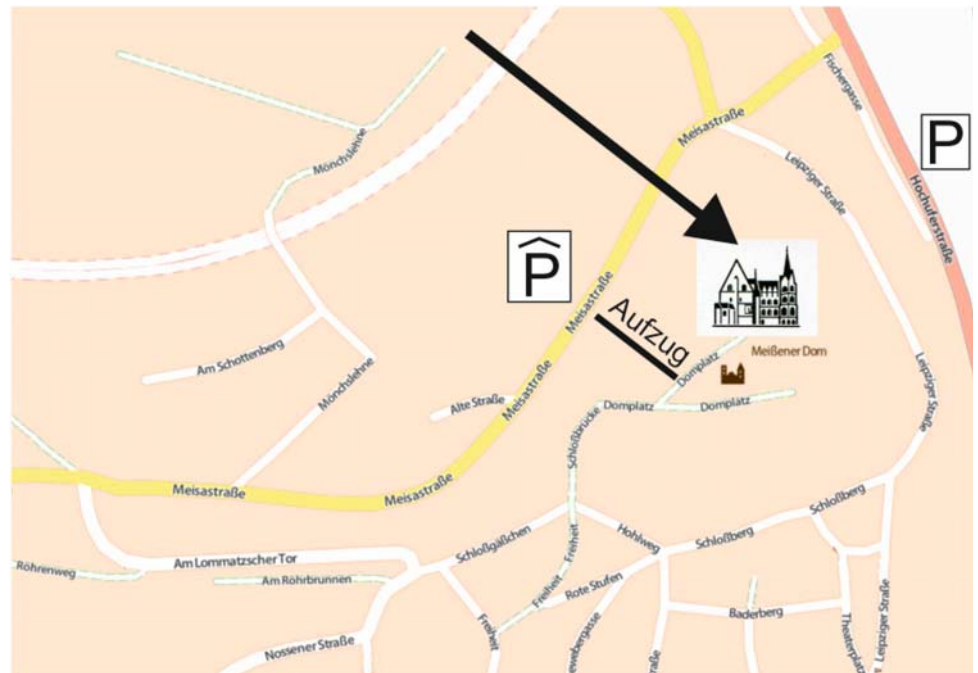 Fischergasse
Meisastraße
Mönchslehne
P
Leipziger Straße
Hochuferstraße
P
Meisastraße
Aufzug
Am Schottenberg
Meißener Dom
Domplatz
Mönchslehne
Meisastraße
Leipziger Straße
Alte Straße
Domplatz
Domplatz
Schloßbrücke
Meisastraße
Meisastraße
Schloßberg
Schloßgäßchen
Hohlweg
Schloßberg
Freiheit
Am Lommatzscher Tor
Röhrenweg
Am Röhrbrunnen
Freiheit
Rote Stufen
Freiheit
Baderberg
Leipziger Straße
Theaterplatz
Nossener Straße